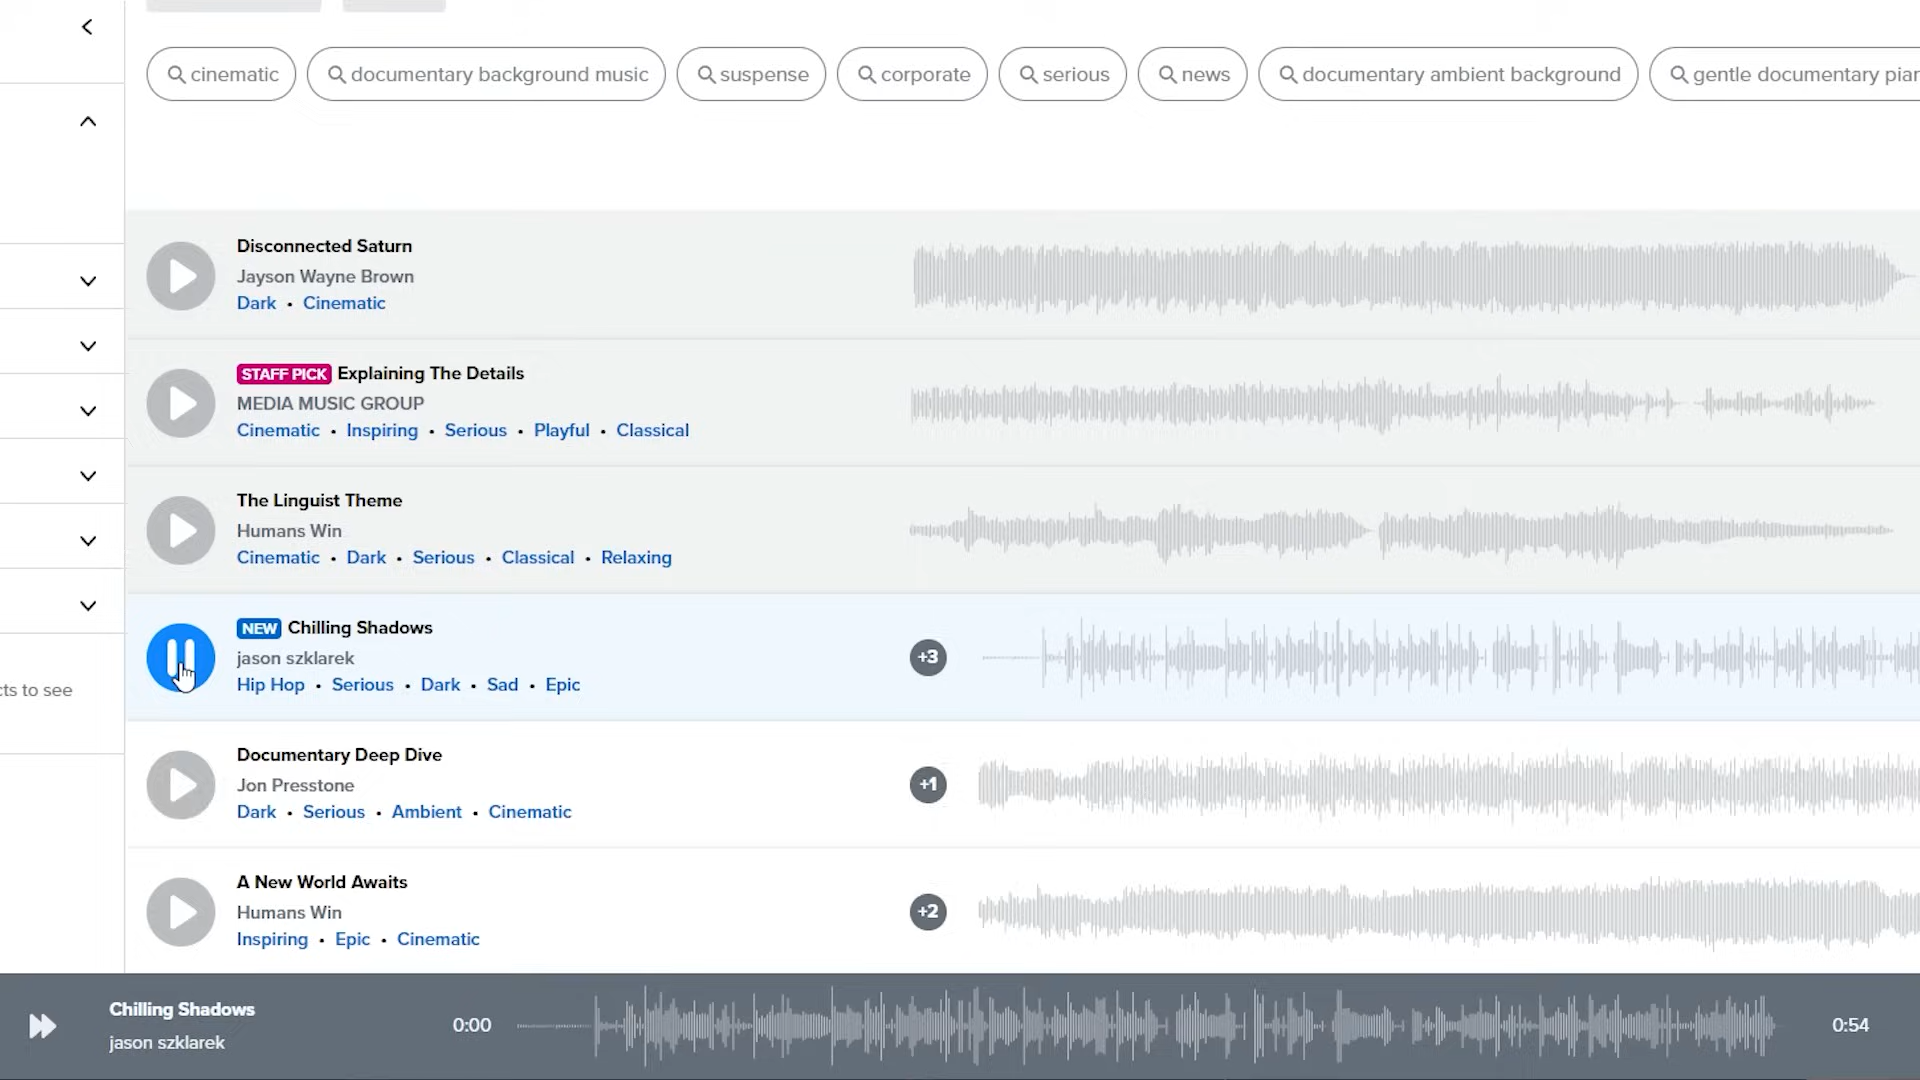 cinematic documentary background music suspense corporate serious news documentary ambient background gentle documentary
Disconnected Saturn
Jayson Wayne Brown
Dark • Cinematic
STAFF PICK Explaining The Details
MEDIA MUSIC GROUP
Cinematic • Inspiring • Serious • Playful • Classical
The Linguist Theme
Humans Win
Cinematic • Dark • Serious • Classical • Relaxing
NEW Chilling Shadows
+3
jason szklarek
Hip Hop • Serious • Dark • Sad • Epic
to see
Documentary Deep Dive
+1
Jon Presstone
Dark • Serious • Ambient • Cinematic
A New World Awaits
+2
Humans Win
Inspiring • Epic • Cinematic
Chilling Shadows
0:00
0:54
jason szklarek